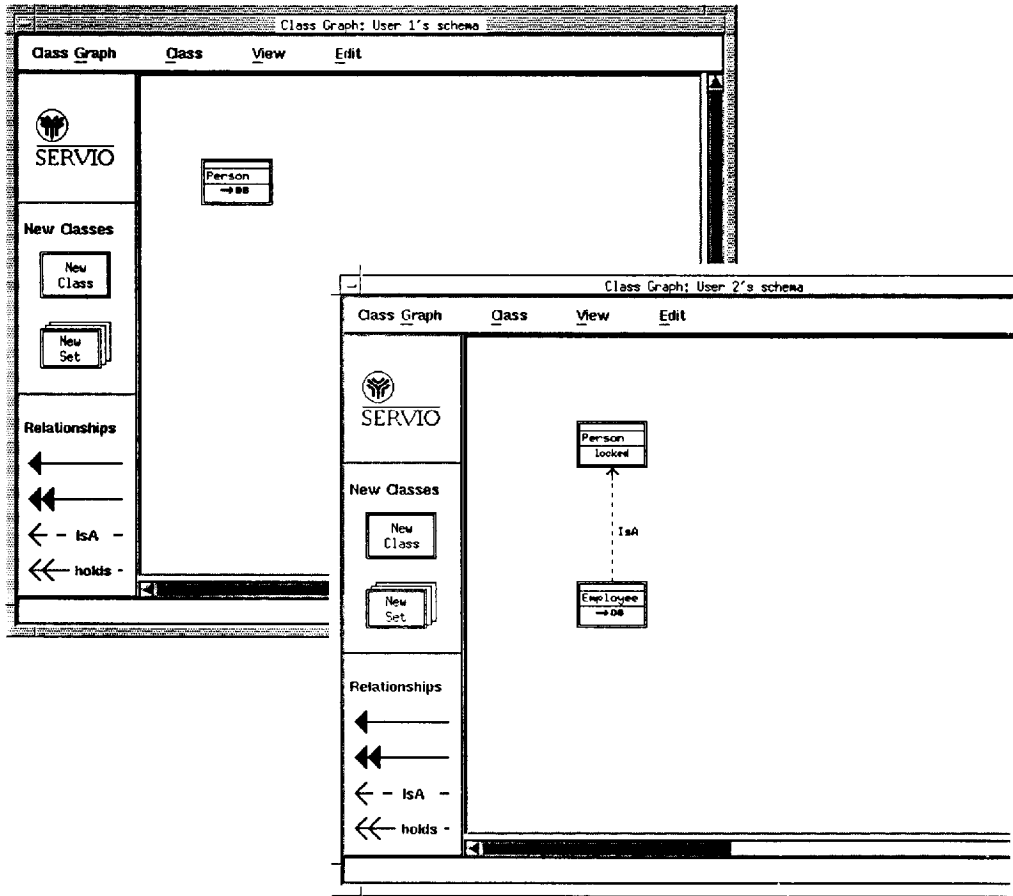 Class Graph: User 1's schema
Class Graph Class View Edit
SERVIO
Person
→DB
New Classes
New
Class
New
Set
Relationships
IsA
holds
Class Graph: User 2's schema
Class Graph Class View Edit
SERVIO
Person
locked
IsA
Employee
→DB
New Classes
New
Class
New
Set
Relationships
IsA
holds